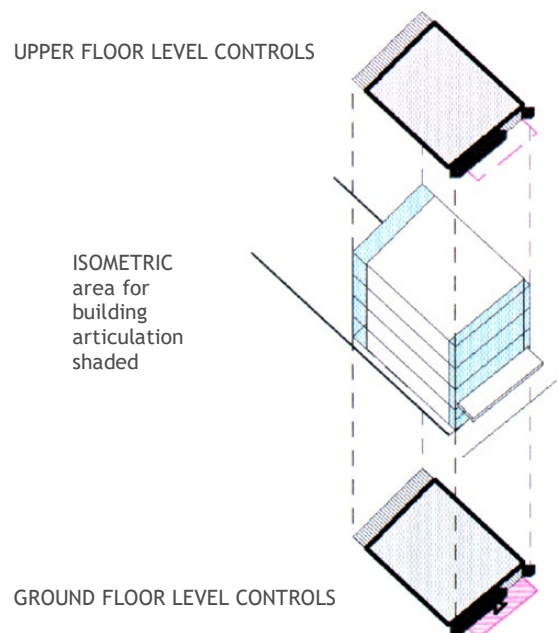 UPPER FLOOR LEVEL CONTROLS
ISOMETRIC
area for
building
articulation
shaded
GROUND FLOOR LEVEL CONTROLS